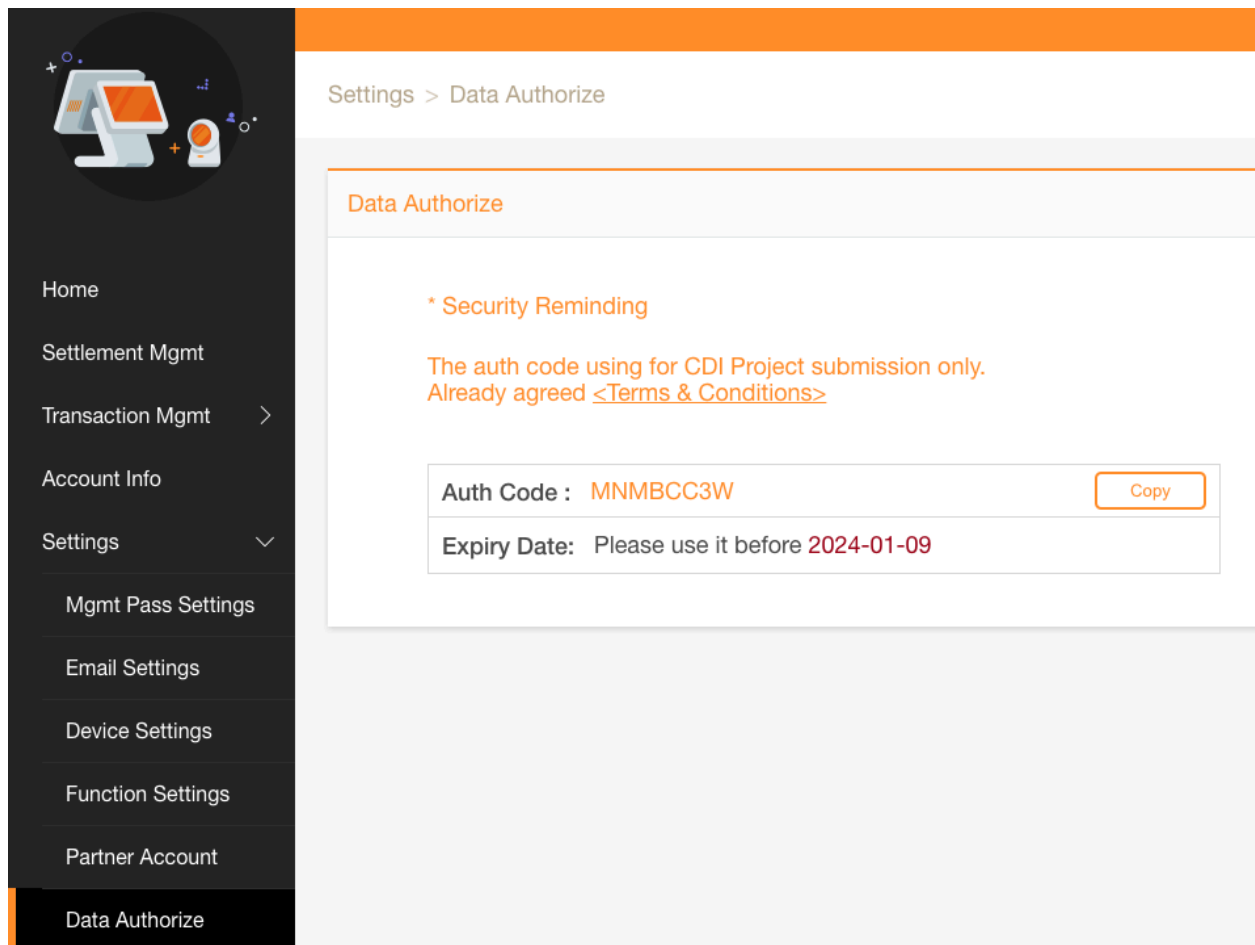 Settings > Data Authorize
Data Authorize
Home
Settlement Mgmt
Transaction Mgmt
Account Info
Settings
Mgmt Pass Settings
Email Settings
Device Settings
Function Settings
Partner Account
Data Authorize
* Security Reminding
The auth code using for CDI Project submission only.
Already agreed <Terms & Conditions>
Auth Code : MNMBCC3W Copy
Expiry Date: Please use it before 2024-01-09